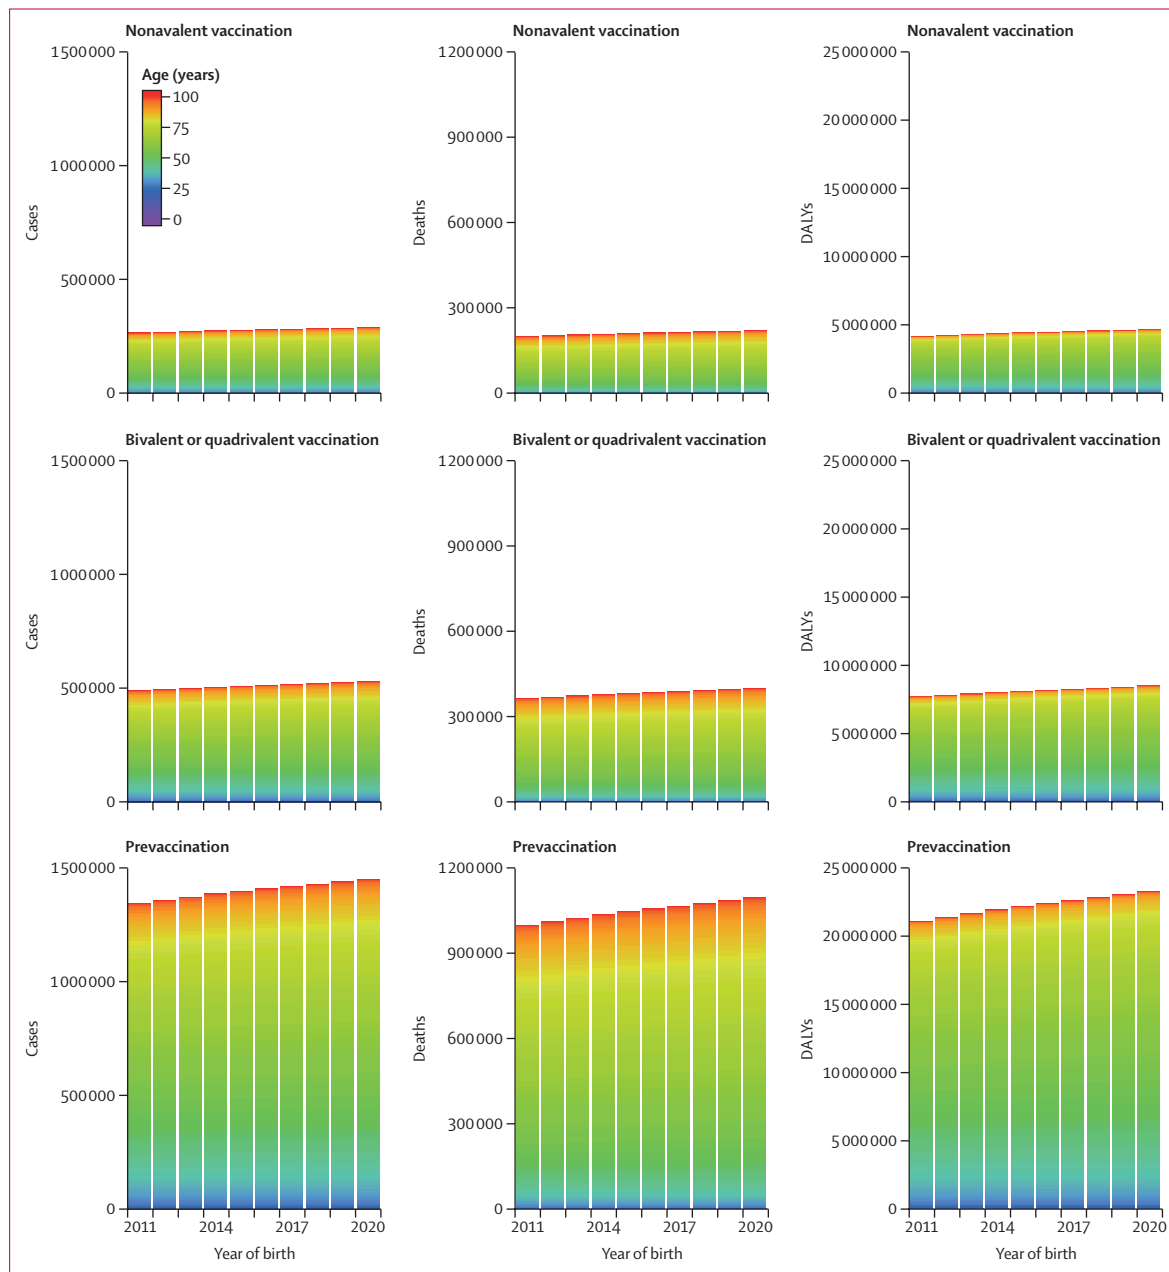 Nonavalent vaccination
1500000
1000000
500000
0
Cases
Age (years)
100
75
50
25
0
Nonavalent vaccination
1200000
900000
600000
300000
0
Deaths
Nonavalent vaccination
25000000
20000000
15000000
10000000
5000000
0
DALYs
Bivalent or quadrivalent vaccination
1500000
1000000
500000
0
Cases
Bivalent or quadrivalent vaccination
1200000
900000
600000
300000
0
Deaths
Bivalent or quadrivalent vaccination
25000000
20000000
15000000
10000000
5000000
0
DALYs
Prevaccination
1500000
1000000
500000
0
Cases
2011 2014 2017 2020
Year of birth
Prevaccination
1200000
900000
600000
300000
0
Deaths
2011 2014 2017 2020
Year of birth
Prevaccination
25000000
20000000
15000000
10000000
5000000
0
DALYs
2011 2014 2017 2020
Year of birth